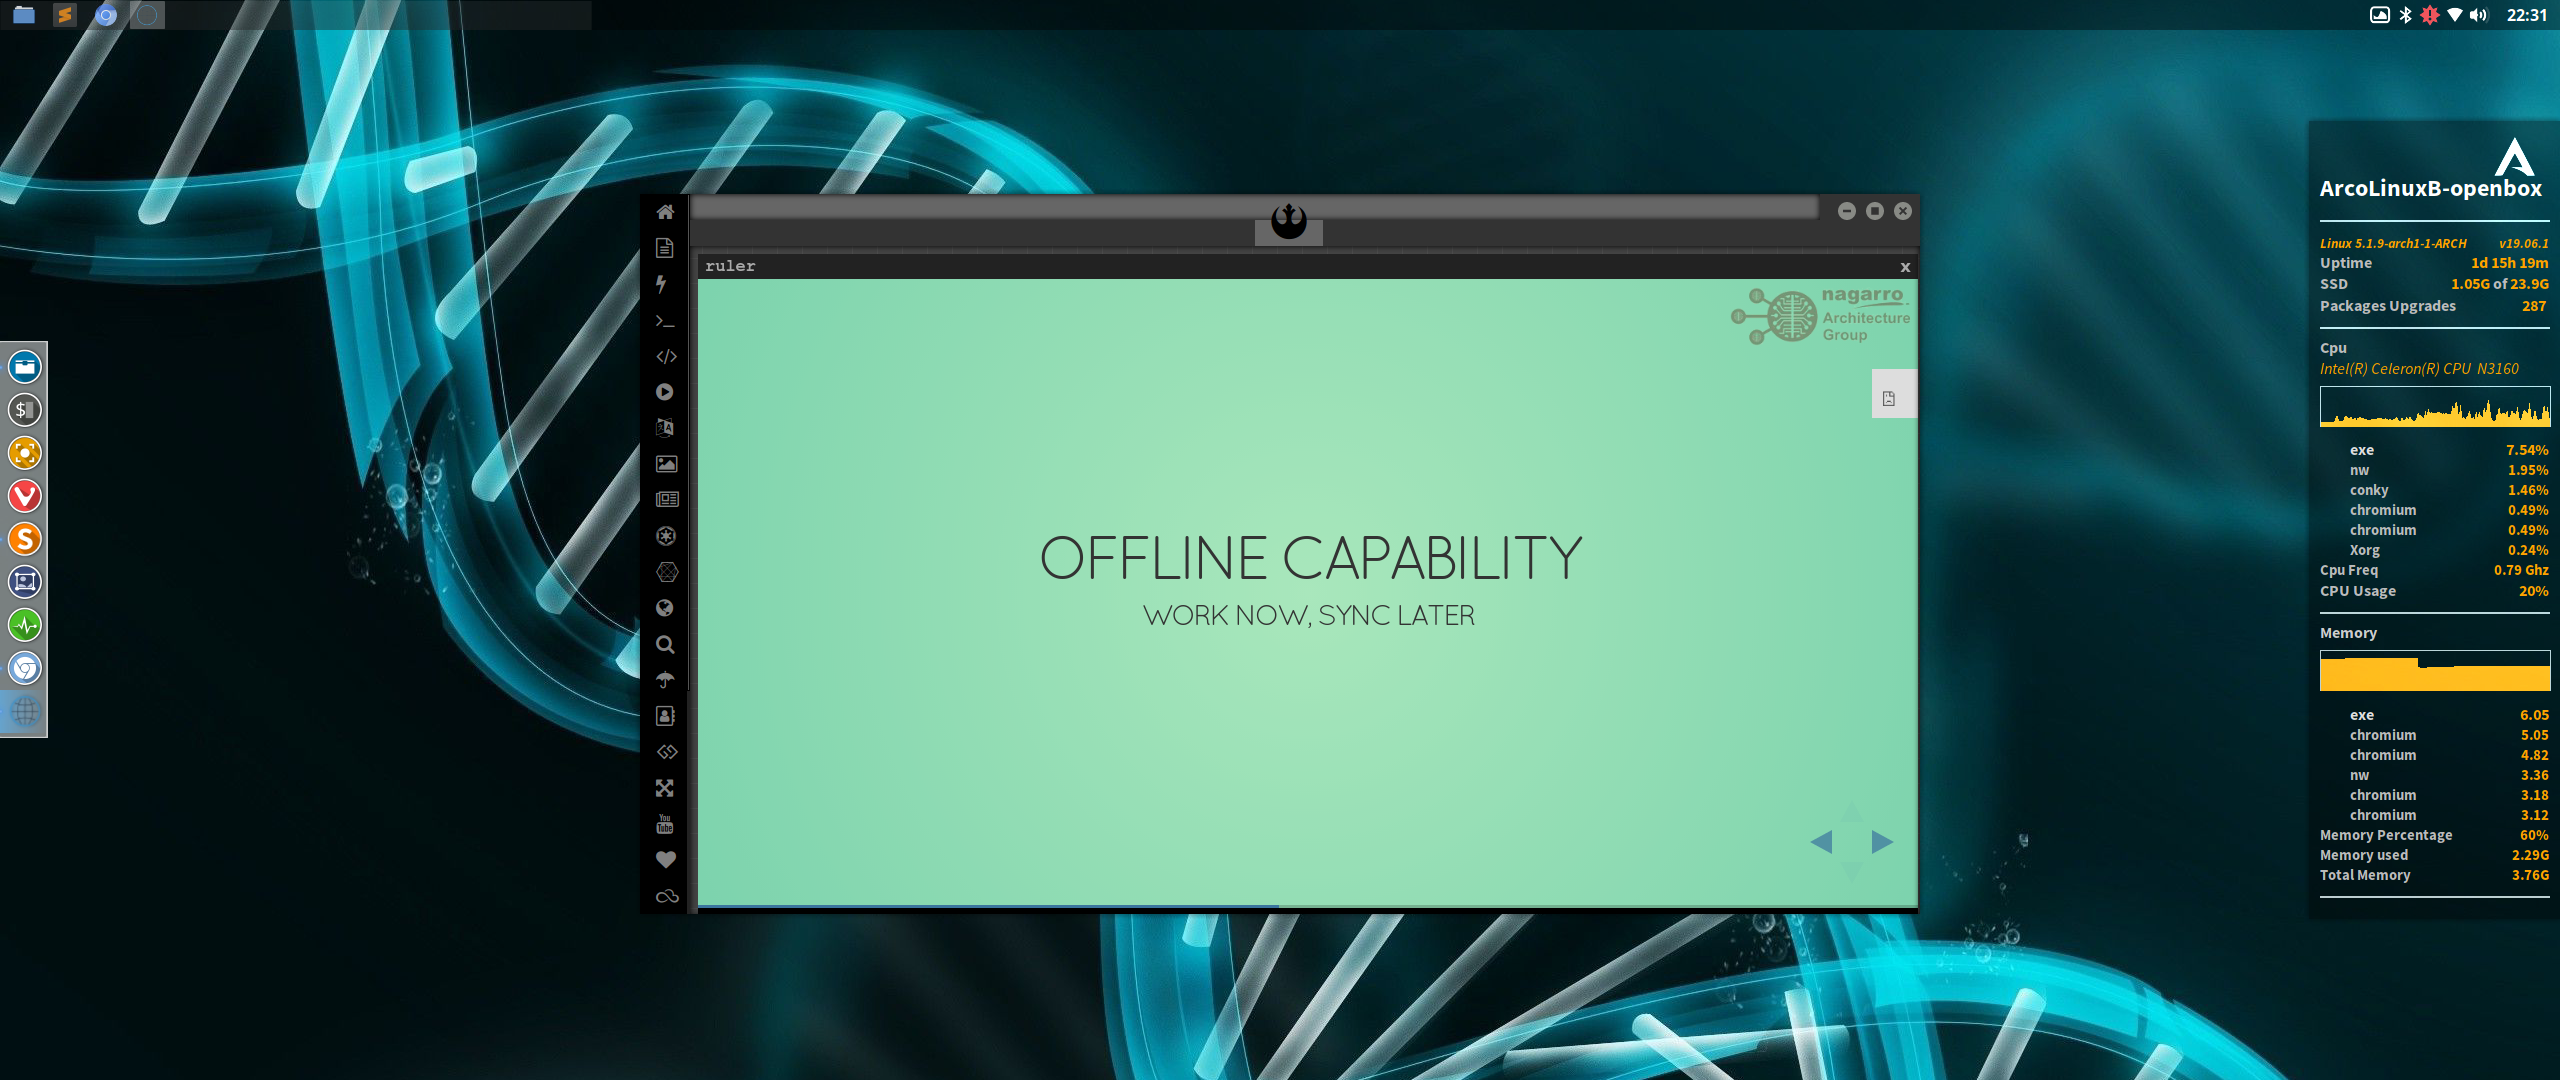 22:31
ruler
x
nagarro
Architecture
Group
OFFLINE CAPABILITY
WORK NOW, SYNC LATER
You
Tube
ArcoLinuxB-openbox
Linux 5.1.9-arch1-1-ARCH v19.06.1
Uptime 1d 15h 19m
SSD 1.05G of 23.9G
Packages Upgrades 287
Cpu
Intel(R) Celeron(R) CPU N3160
exe 7.54%
nw 1.95%
conky 1.46%
chromium 0.49%
chromium 0.49%
Xorg 0.24%
Cpu Freq 0.79 Ghz
CPU Usage 20%
Memory
exe 6.05
chromium 5.05
chromium 4.82
nw 3.36
chromium 3.18
chromium 3.12
Memory Percentage 60%
Memory used 2.29G
Total Memory 3.76G